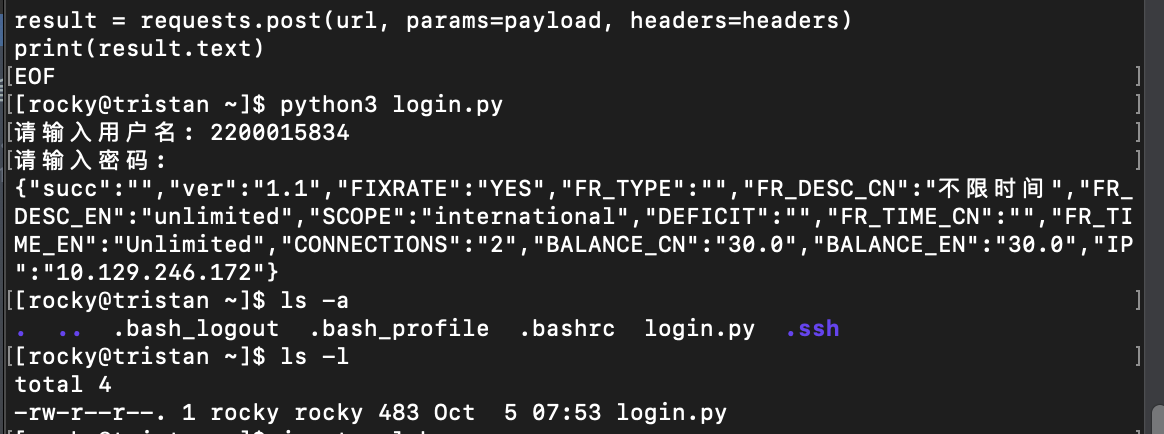 result = requests.post(url, params=payload, headers=headers)
print(result.text)
[EOF ]
[[rocky@tristan ~]$ python3 login.py ]
[请输入用户名: 2200015834 ]
[请输入密码: ]
{"succ":"","ver":"1.1","FIXRATE":"YES","FR_TYPE":"","FR_DESC_CN":"不限时间","FR_
DESC_EN":"unlimited","SCOPE":"international","DEFICIT":"","FR_TIME_CN":"","FR_TI
ME_EN":"Unlimited","CONNECTIONS":"2","BALANCE_CN":"30.0","BALANCE_EN":"30.0","IP
":"10.129.246.172"}
[[rocky@tristan ~]$ ls -a ]
. .. .bash_logout .bash_profile .bashrc login.py .ssh
[[rocky@tristan ~]$ ls -l ]
total 4
-rw-r--r--. 1 rocky rocky 483 Oct 5 07:53 login.py